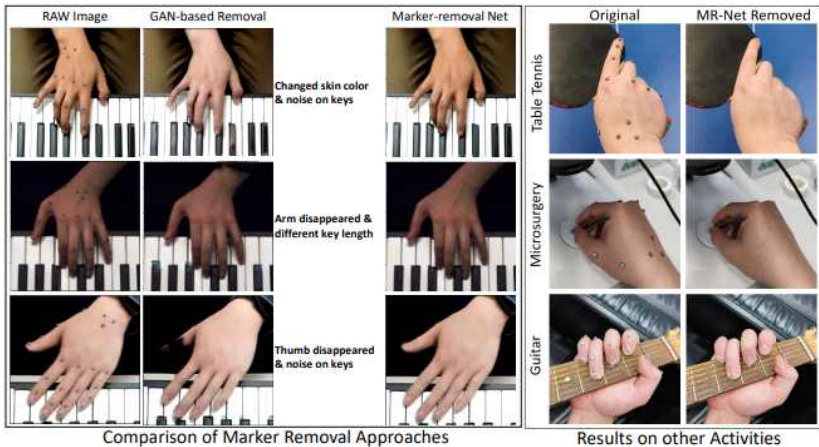 RAW Image
GAN-based Removal
Marker-removal Net
Changed skin color
& noise on keys
Arm disappeared &
different key length
Thumb disappeared
& noise on keys
Comparison of Marker Removal Approaches
Original
MR-Net Removed
Table Tennis
Microsurgery
Guitar
Results on other Activities